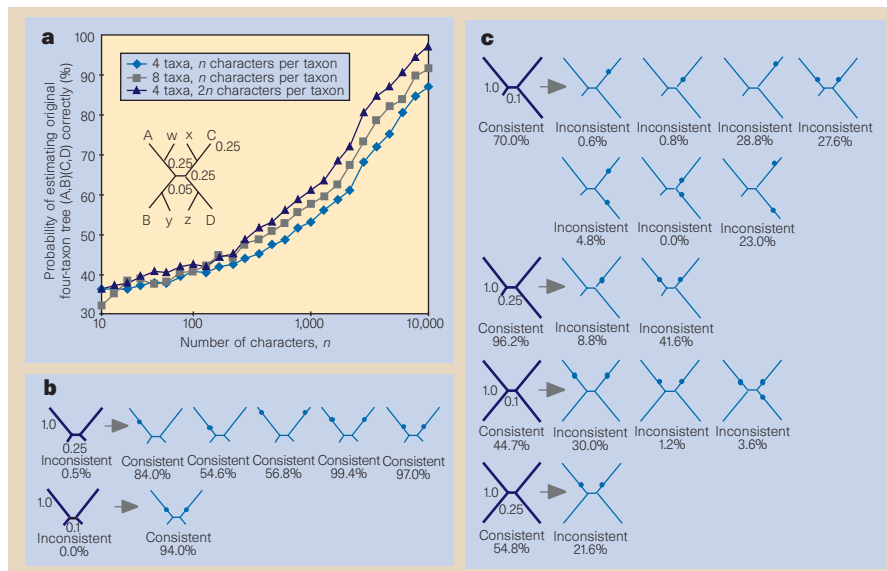 a
100
90
80
70
60
50
40
30
10
100
1,000
10,000
Probability of estimating original
four-taxon tree (A,B)(C,D) correctly (%)
Number of characters, n
4 taxa, n characters per taxon
8 taxa, n characters per taxon
4 taxa, 2n characters per taxon
A w x C
0.25
0.25
0.25
0.05
B y z D
b
1.0
0.25
Inconsistent Consistent Consistent Consistent Consistent Consistent
0.5% 84.0% 54.6% 56.8% 99.4% 97.0%
1.0
0.1
Inconsistent Consistent
0.0% 94.0%
c
1.0
0.1
Consistent Inconsistent Inconsistent Inconsistent Inconsistent
70.0% 0.6% 0.8% 28.8% 27.6%
Inconsistent Inconsistent Inconsistent
4.8% 0.0% 23.0%
1.0
0.25
Consistent Inconsistent Inconsistent
96.2% 8.8% 41.6%
1.0
0.1
Consistent Inconsistent Inconsistent Inconsistent
44.7% 30.0% 1.2% 3.6%
1.0
0.25
Consistent Inconsistent
54.8% 21.6%